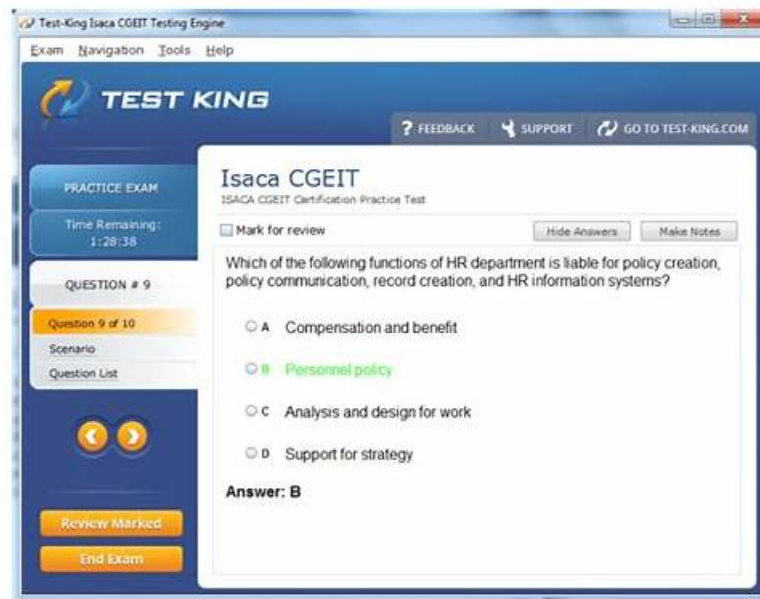 Test-King Isaca CGEIT Testing Engine
Exam Navigation Tools Help
TEST KING
? FEEDBACK SUPPORT GO TO TEST-KING.COM
PRACTICE EXAM
Time Remaining:
1:28:38
QUESTION # 9
Question 9 of 10
Scenario
Question List
Review Marked
End Exam
Isaca CGEIT
ISACA CGEIT Certification Practice Test
Mark for review
Hide Answers
Make Notes
Which of the following functions of HR department is liable for policy creation,
policy communication, record creation, and HR information systems?
A Compensation and benefit
B Personnel policy
C Analysis and design for work
D Support for strategy
Answer: B